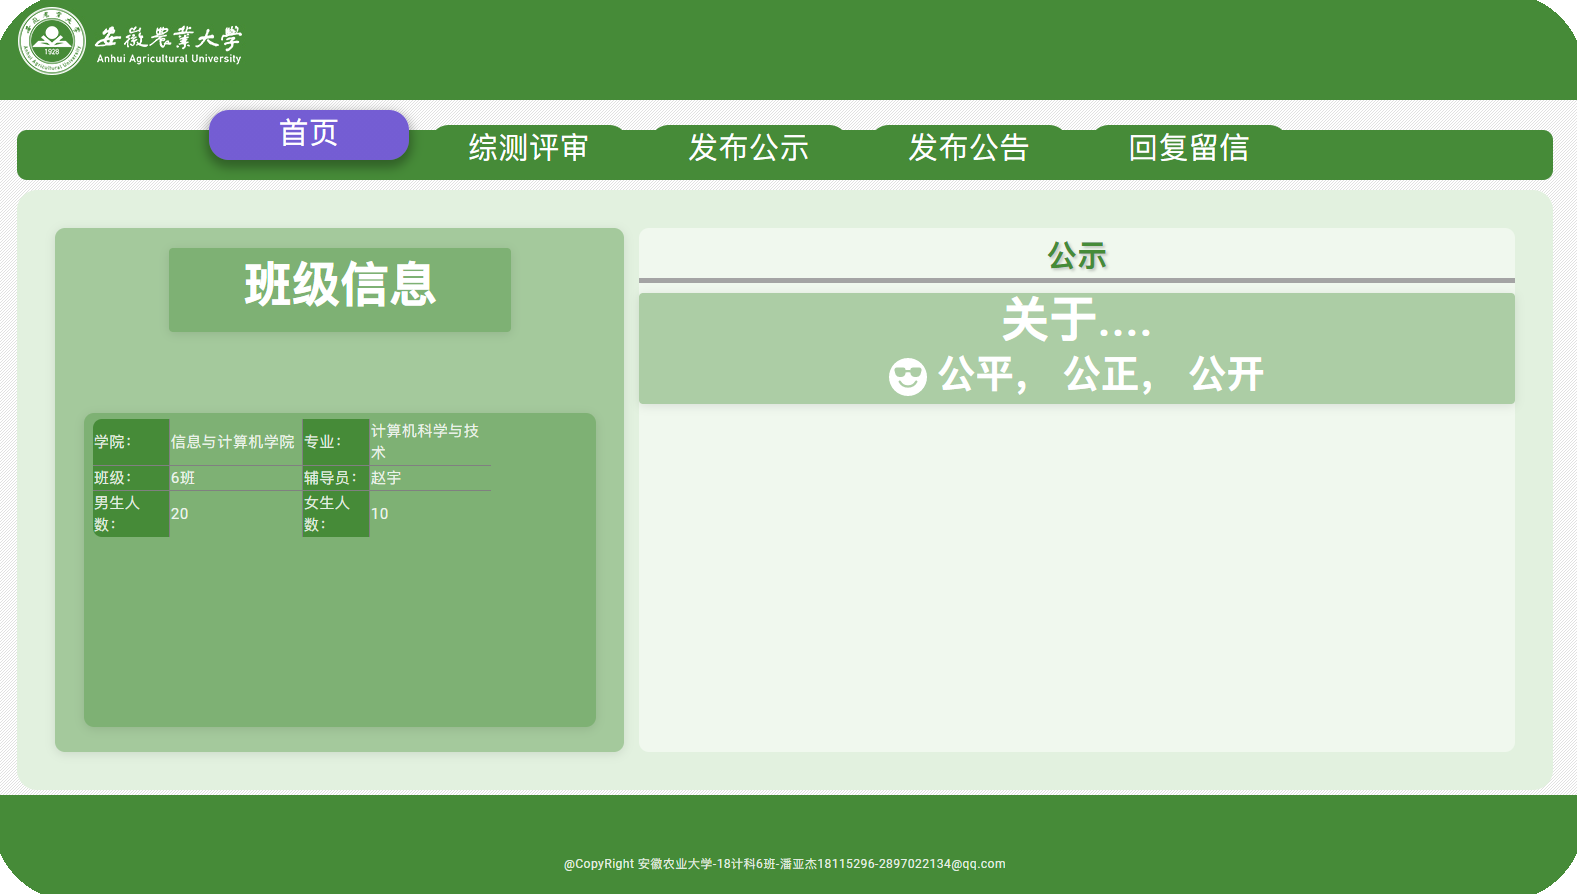 安徽農業大学
Anhui Agricultural University
1928
首页
综测评审
发布公示
发布公告
回复留信
班级信息
学院： 信息与计算机学院 专业： 计算机科学与技
术
班级： 6班 辅导员： 赵宇
男生人
数： 20 女生人
数： 10
公示
关于....
公平， 公正， 公开
@CopyRight 安徽农业大学-18计科6班-潘亚杰18115296-2897022134@qq.com